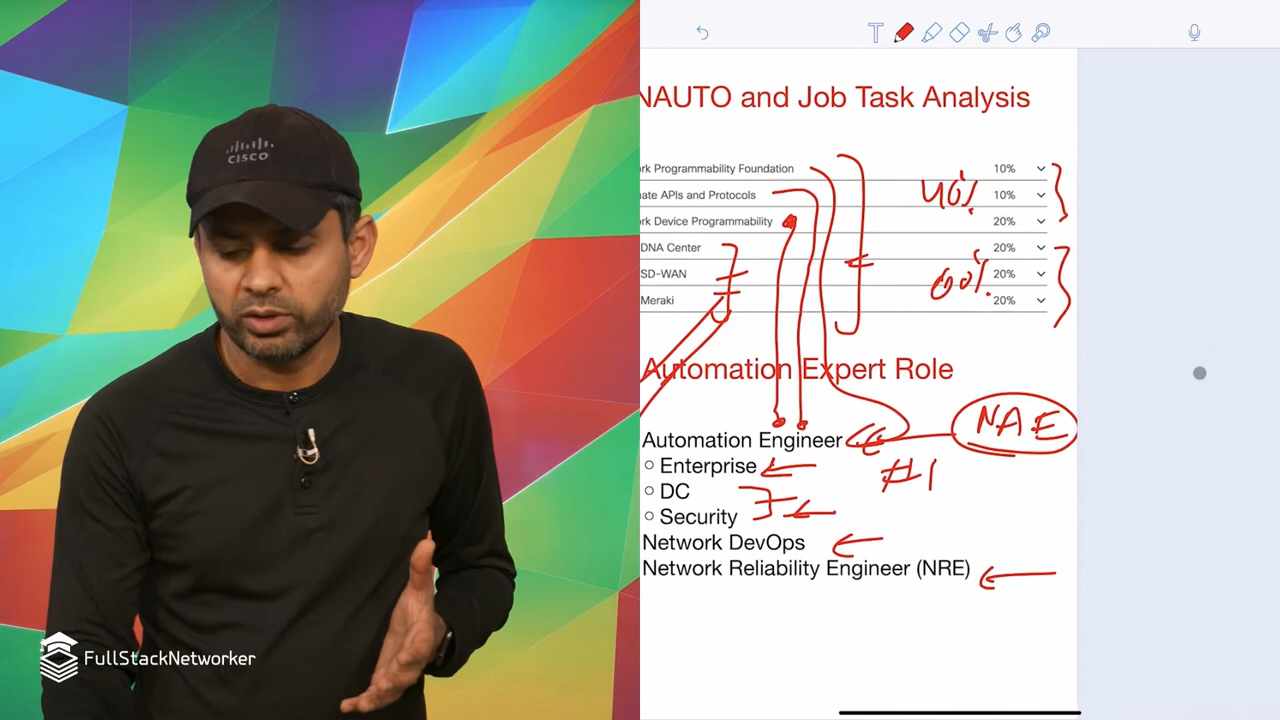 CISCO
FullStackNetworker
NAUTO and Job Task Analysis
rk Programmability Foundation 10%
ate APIs and Protocols 10%
rk Device Programmability 20%
DNA Center 20%
SD-WAN 20%
Meraki 20%
40%
60%
Automation Expert Role
Automation Engineer
NAE
#1
Enterprise
DC
Security
Network DevOps
Network Reliability Engineer (NRE)
T